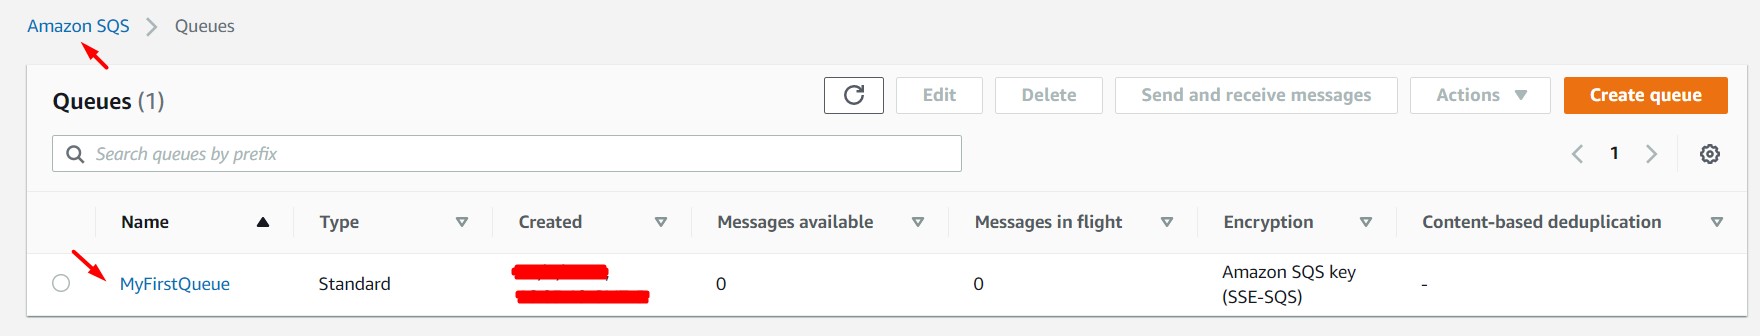 Amazon SQS > Queues
Queues (1)
Edit
Delete
Send and receive messages
Actions
Create queue
Search queues by prefix
1
Name Type Created Messages available Messages in flight Encryption Content-based deduplication
MyFirstQueue Standard 0 0 Amazon SQS key
(SSE-SQS) -